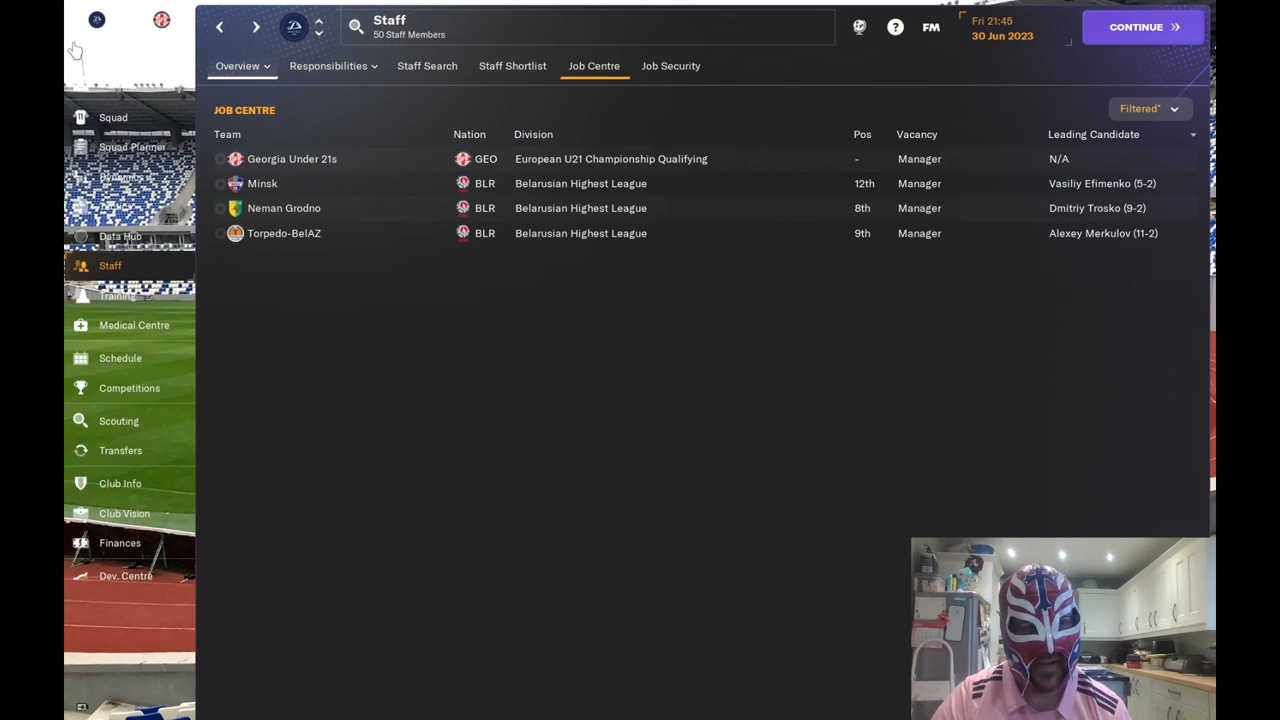 Staff
50 Staff Members
FM
Fri 21:45
30 Jun 2023
CONTINUE
Overview
Responsibilities
Staff Search
Staff Shortlist
Job Centre
Job Security
JOB CENTRE
Filtered*
Team Nation Division Pos Vacancy Leading Candidate
Georgia Under 21s GEO European U21 Championship Qualifying - Manager N/A
Minsk BLR Belarusian Highest League 12th Manager Vasiliy Efimenko (5-2)
Neman Grodno BLR Belarusian Highest League 8th Manager Dmitriy Trosko (9-2)
Torpedo-BelAZ BLR Belarusian Highest League 9th Manager Alexey Merkulov (11-2)
Squad
Squad Planner
Data Hub
Staff
Training
Medical Centre
Schedule
Competitions
Scouting
Transfers
Club Info
Club Vision
Finances
Dev. Centre